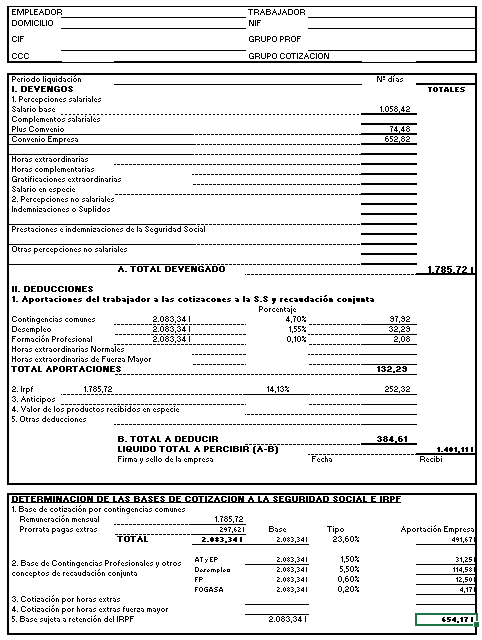 EMPLEADOR TRABAJADOR
DOMICILIO NIF
CIF GRUPO PROF
CCC GRUPO COTIZACION
Periodo liquidación Nº días
I. DEVENGOS TOTALES
1. Percepciones salariales
Salario base 1.058,42
Complementos salariales
Plus Convenio 74,48
Convenio Empresa 652,82
Horas extraordinarias
Horas complementarias
Gratificaciones extraordinarias
Salario en especie
2. Percepciones no salariales
Indemnizaciones o Suplidos
Prestaciones e indemnizaciones de la Seguridad Social
Otras percepciones no salariales
A. TOTAL DEVENGADO 1.785,72
II. DEDUCCIONES
1. Aportaciones del trabajador a las cotizacones a la S.S y recaudación conjunta
Porcentaje
Contingencias comunes 2.083,34 4,70% 97,92
Desempleo 2.083,34 1,55% 32,29
Formación Profesional 2.083,34 0,10% 2,08
Horas extraordinarias Normales
Horas extraordinarias de Fuerza Mayor
TOTAL APORTACIONES 132,29
2. Irpf 1.785,72 14,13% 252,32
3. Anticipos
4. Valor de los productos recibidos en especie
5. Otras deducciones
B. TOTAL A DEDUCIR 384,61
LIQUIDO TOTAL A PERCIBIR (A-B) 1.401,11
Firma y sello de la empresa Fecha Recibi
DETERMINACION DE LAS BASES DE COTIZACION A LA SEGURIDAD SOCIAL E IRPF
1. Base de cotización por contingencias comunes
Remuneración mensual 1.785,72
Prorrata pagas extras 297,62 Base Tipo Aportación Empresa
TOTAL 2.083,34 2.083,34 23,60% 491,67
AT y EP 2.083,34 1,50% 31,25
2. Base de Contingencias Profesionales y otros Desempleo 2.083,34 5,50% 114,58
conceptos de recaudación conjunta FP 2.083,34 0,60% 12,50
FOGASA 2.083,34 0,20% 4,17
3. Cotización por horas extras
4. Cotización por horas extras fuerza mayor
5. Base sujeta a retención del IRPF 2.083,34 654,17